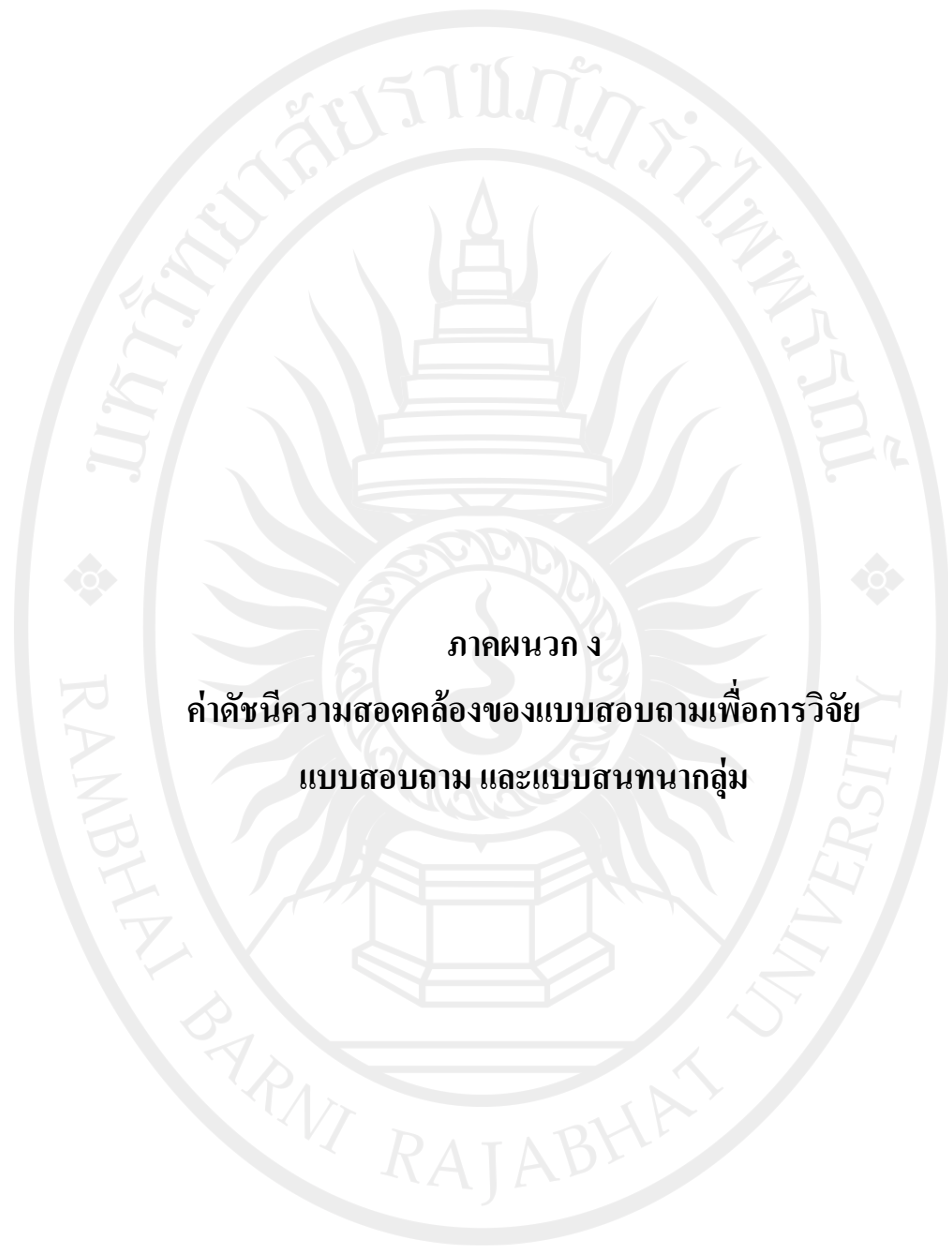 มหาวิทยาลัยราชภัฏรำไพพรรณี
ภาคผนวก ง
ค่าดัชนีความสอดคล้องของแบบสอบถามเพื่อการวิจัย
แบบสอบถาม และแบบสนทนากลุ่ม
RAMBHAI BARNI RAJABHAT UNIVERSITY